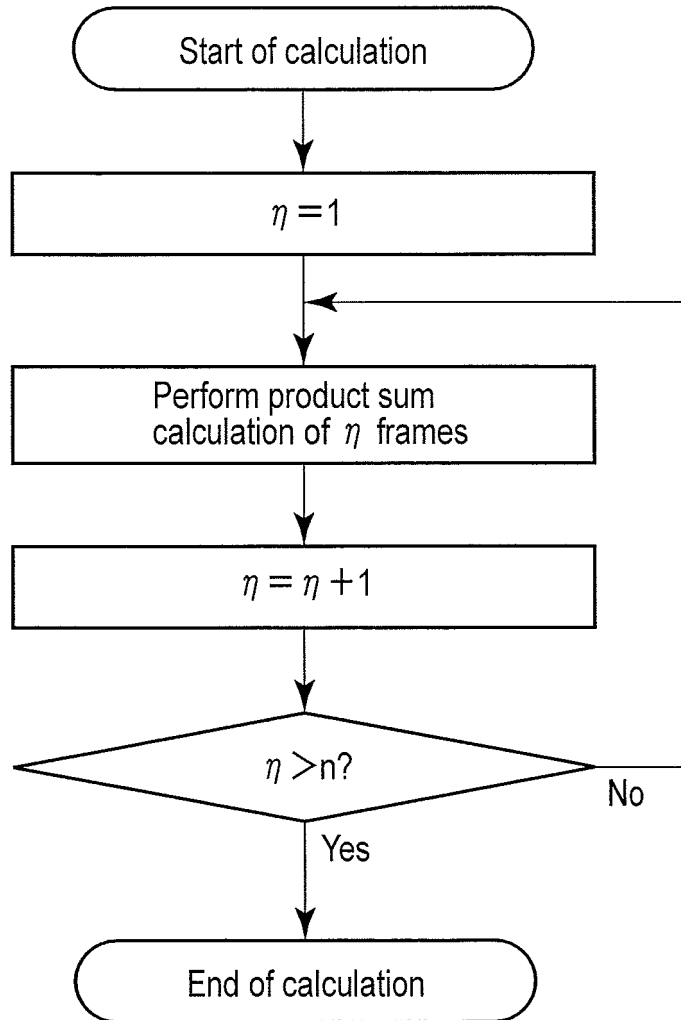 Start of calculation
η = 1
Perform product sum
calculation of η frames
η = η + 1
η > n?
No
Yes
End of calculation